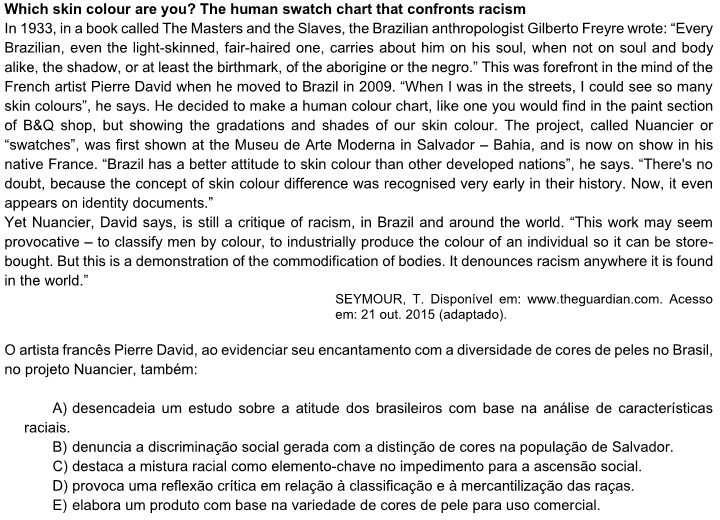 Which skin colour are you? The human swatch chart that confronts racism
In 1933, in a book called The Masters and the Slaves, the Brazilian anthropologist Gilberto Freyre wrote: “Every
Brazilian, even the light-skinned, fair-haired one, carries about him on his soul, when not on soul and body
alike, the shadow, or at least the birthmark, of the aborigine or the negro.” This was forefront in the mind of the
French artist Pierre David when he moved to Brazil in 2009. “When I was in the streets, I could see so many
skin colours”, he says. He decided to make a human colour chart, like one you would find in the paint section
of B&Q shop, but showing the gradations and shades of our skin colour. The project, called Nuancier or
“swatches”, was first shown at the Museu de Arte Moderna in Salvador – Bahia, and is now on show in his
native France. “Brazil has a better attitude to skin colour than other developed nations”, he says. “There's no
doubt, because the concept of skin colour difference was recognised very early in their history. Now, it even
appears on identity documents.”
Yet Nuancier, David says, is still a critique of racism, in Brazil and around the world. “This work may seem
provocative – to classify men by colour, to industrially produce the colour of an individual so it can be store-
bought. But this is a demonstration of the commodification of bodies. It denounces racism anywhere it is found
in the world.”
SEYMOUR, T. Disponível em: www.theguardian.com. Acesso
em: 21 out. 2015 (adaptado).
O artista francês Pierre David, ao evidenciar seu encantamento com a diversidade de cores de peles no Brasil,
no projeto Nuancier, também:
A) desencadeia um estudo sobre a atitude dos brasileiros com base na análise de características
raciais.
B) denuncia a discriminação social gerada com a distinção de cores na população de Salvador.
C) destaca a mistura racial como elemento-chave no impedimento para a ascensão social.
D) provoca uma reflexão crítica em relação à classificação e à mercantilização das raças.
E) elabora um produto com base na variedade de cores de pele para uso comercial.